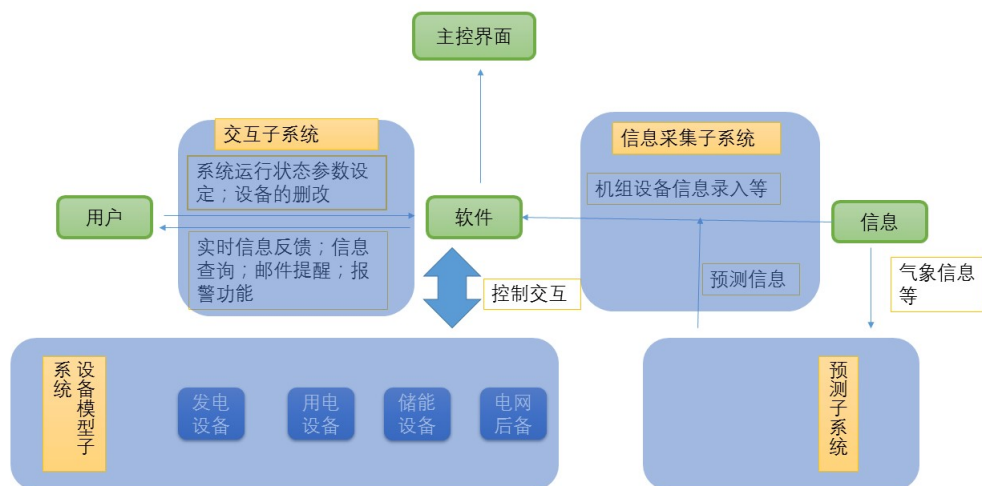 主控界面
交互子系统
系统运行状态参数设
定；设备的删改
用户
实时信息反馈；信息
查询；邮件提醒；报
警功能
软件
控制交互
信息采集子系统
机组设备信息录入等
预测信息
信息
气象信息
等
设备模型子
系统
发电
设备
用电
设备
储能
设备
电网
后备
预测子系统